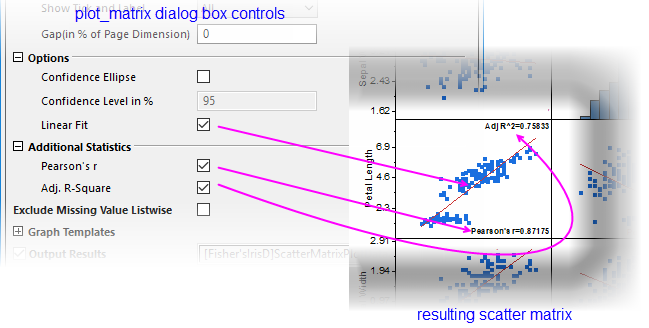 Show Tick and Label All
plot_matrix dialog box controls
Gap(in % of Page Dimension) 0
Options
Confidence Ellipse
Confidence Level in % 95
Linear Fit
Additional Statistics
Pearson's r
Adj. R-Square
Exclude Missing Value Listwise
Graph Templates
Output Results [Fisher'sIrisD]ScatterMatrixP
Sepal
2.43
1.62
Adj R^2=0.75833
6.9
4.6
2.3
Petal Length
Pearson's r=0.87175
2.91
1.94
Width
resulting scatter matrix